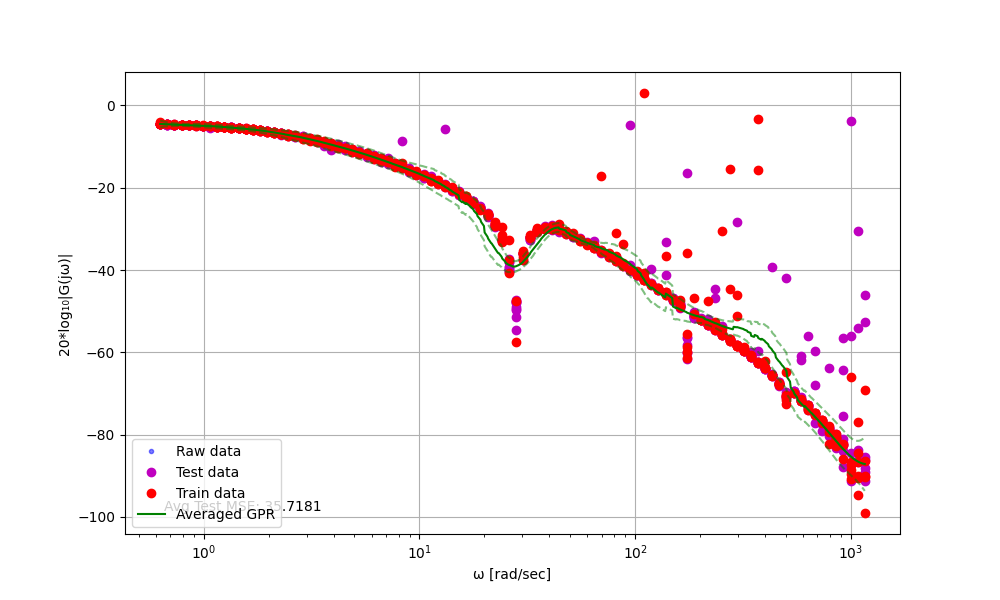 0
−20
−40
−60
−80
−100
20*log₁₀|G(jω)|
Raw data
Test data
Train data
Avg Test MSE: 35.7181
Averaged GPR
10⁰
10¹
10²
10³
ω [rad/sec]